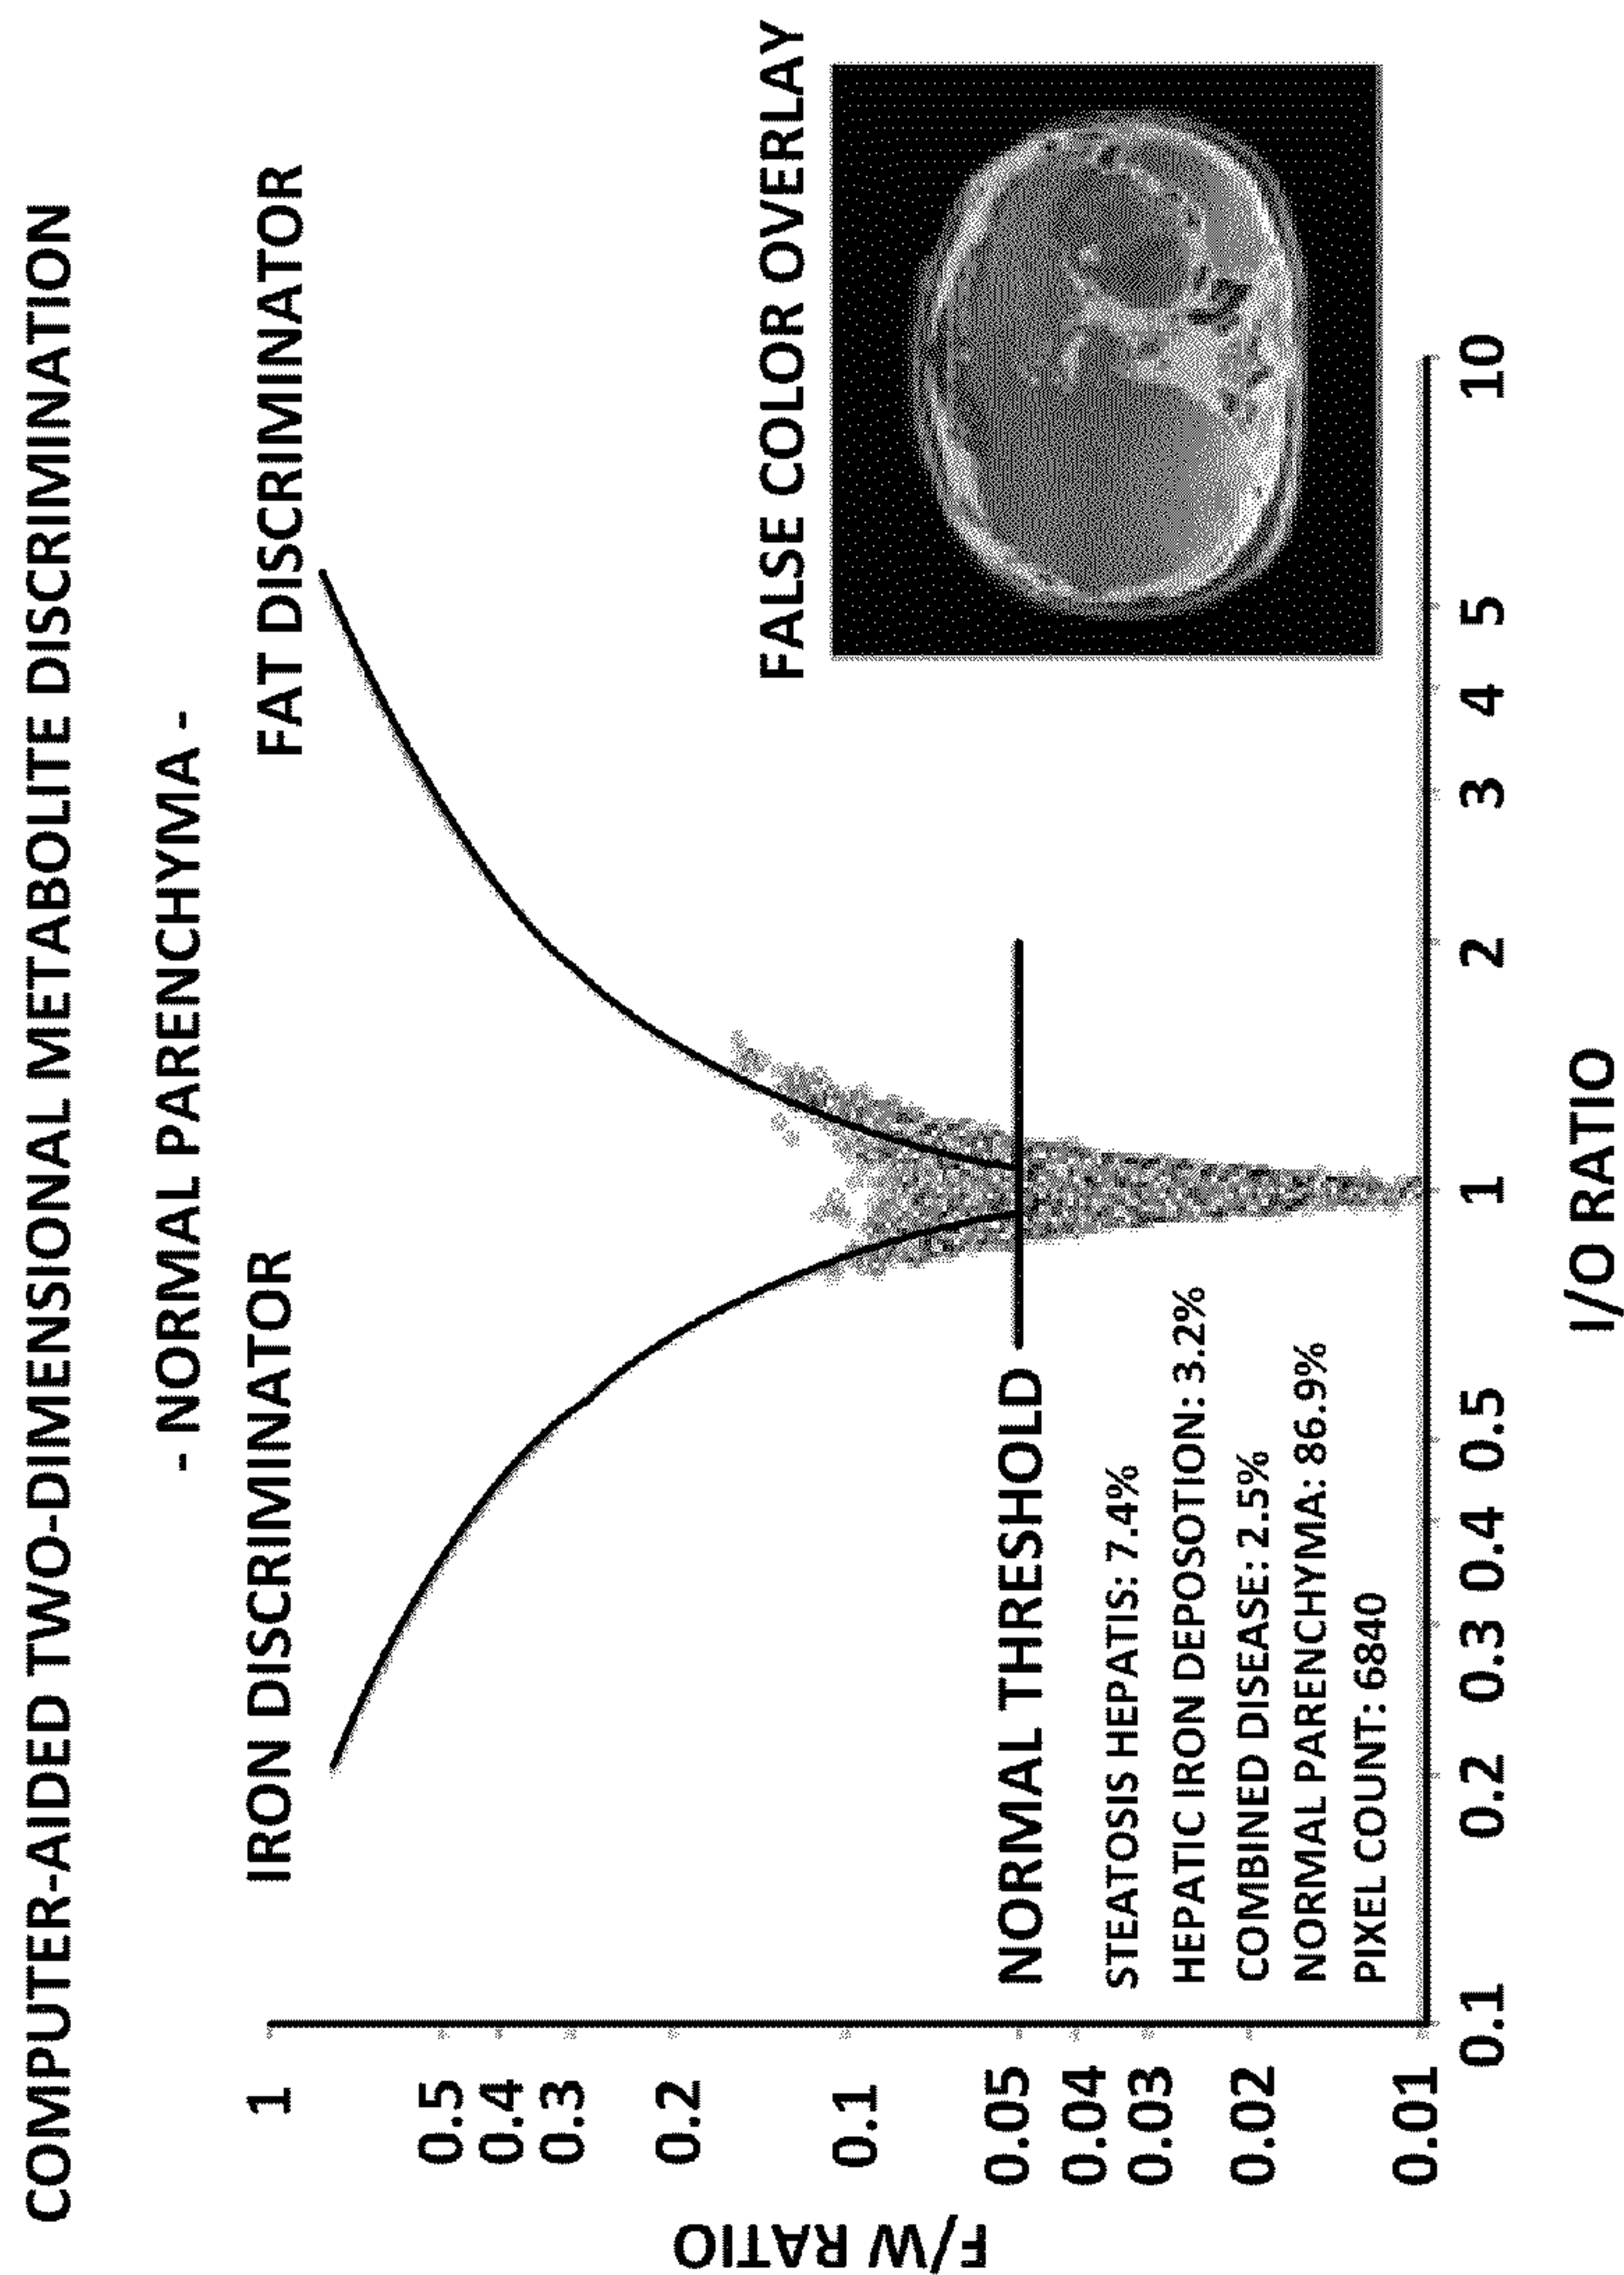 COMPUTER-AIDED TWO-DIMENSIONAL METABOLITE DISCRIMINATION
- NORMAL PARENCHYMA -
IRON DISCRIMINATOR
FAT DISCRIMINATOR
FALSE COLOR OVERLAY
F/W RATIO
1
0.5
0.4
0.3
0.2
0.1
0.05
0.04
0.03
0.02
0.01
NORMAL THRESHOLD
STEATOSIS HEPATIS: 7.4%
HEPATIC IRON DEPOSOTION: 3.2%
COMBINED DISEASE: 2.5%
NORMAL PARENCHYMA: 86.9%
PIXEL COUNT: 6840
0.1 0.2 0.3 0.4 0.5 1 2 3 4 5 10
I/O RATIO